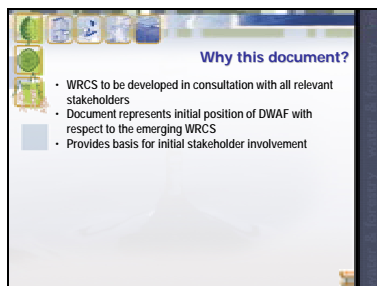 Why this document?
• WRCS to be developed in consultation with all relevant
stakeholders
• Document represents initial position of DWAF with
respect to the emerging WRCS
• Provides basis for initial stakeholder involvement